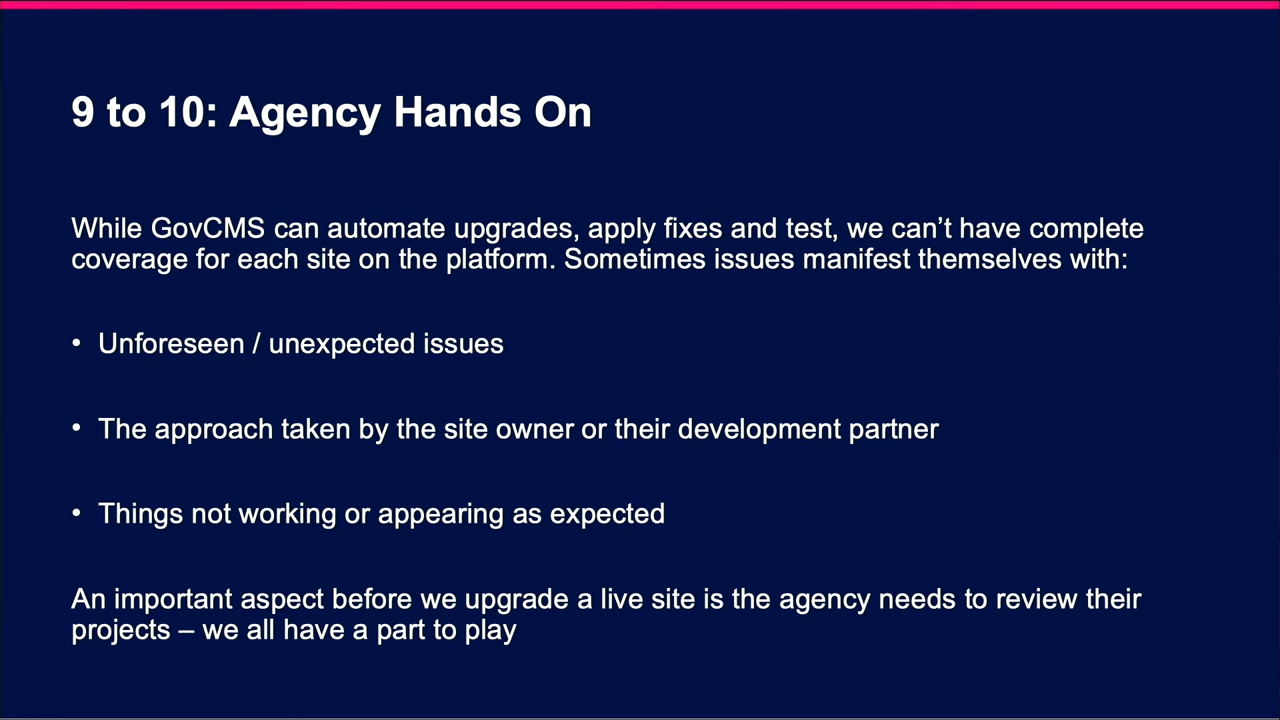 9 to 10: Agency Hands On
While GovCMS can automate upgrades, apply fixes and test, we can’t have complete
coverage for each site on the platform. Sometimes issues manifest themselves with:
• Unforeseen / unexpected issues
• The approach taken by the site owner or their development partner
• Things not working or appearing as expected
An important aspect before we upgrade a live site is the agency needs to review their
projects – we all have a part to play